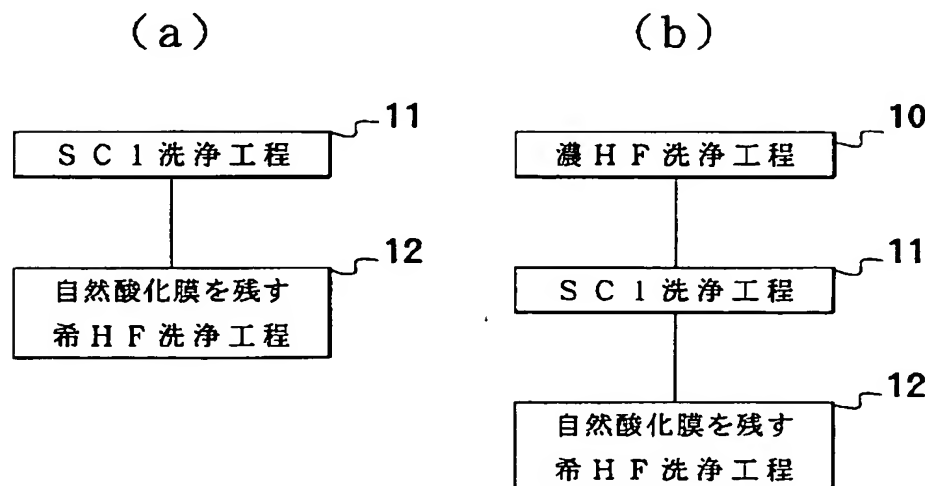 (a)
11
SC1洗浄工程
12
自然酸化膜を残す
希HF洗浄工程
(b)
10
濃HF洗浄工程
11
SC1洗浄工程
12
自然酸化膜を残す
希HF洗浄工程